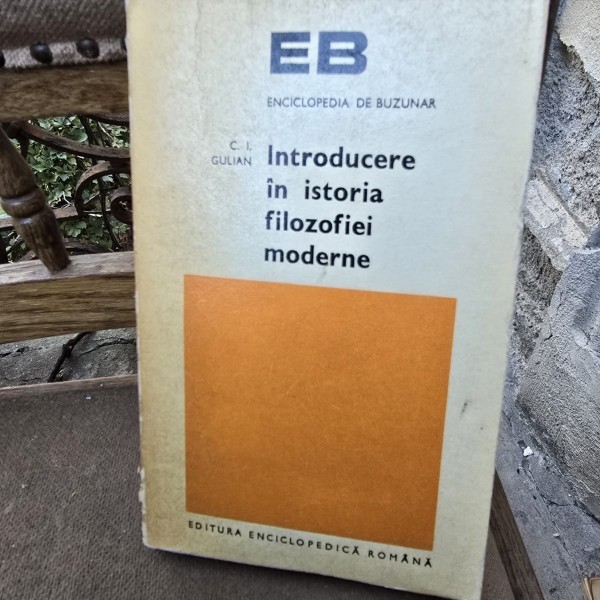 EB
ENCICLOPEDIA DE BUZUNAR
C. I.
GULIAN
Introducere
în istoria
filozofiei
moderne
EDITURA ENCICLOPEDICĂ ROMÂNĂ